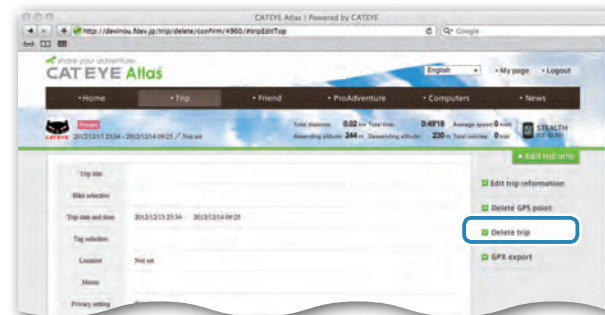 CATEYE Atlas | Powered by CATEYE
http://devinou.fdev.jp/trip/delete/confirm/4960/#tripEditTop
Google
share your adventure
CATEYE Atlas
English
My page
Logout
Home
Trip
Friend
ProAdventure
Computers
News
Private
CATEYE
2012/12/13 23:34 - 2012/12/14 09:25 / Not set
Total distance 0.02 km Total time 0:49'16 Average speed 0 km/h
Ascending altitude 244 m Descending altitude 230 m Total calories 0 kcal
STEALTH
Edit trip info
Trip title
Bike selection
Trip date and time 2012/12/13 23:34 2012/12/14 09:25
Tag selection
Location Not set
Memo
Privacy setting
Edit trip information
Delete GPS point
Delete trip
GPX export